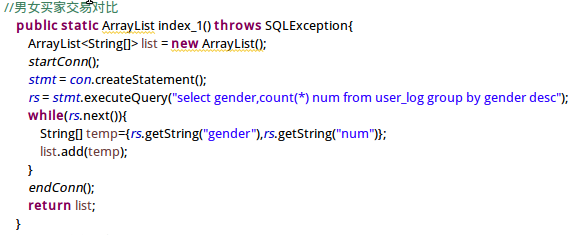 //男女买家交易对比
public static ArrayList index_1() throws SQLException{
ArrayList<String[]> list = new ArrayList();
startConn();
stmt = con.createStatement();
rs = stmt.executeQuery("select gender,count(*) num from user_log group by gender desc");
while(rs.next()){
String[] temp={rs.getString("gender"),rs.getString("num")};
list.add(temp);
}
endConn();
return list;
}